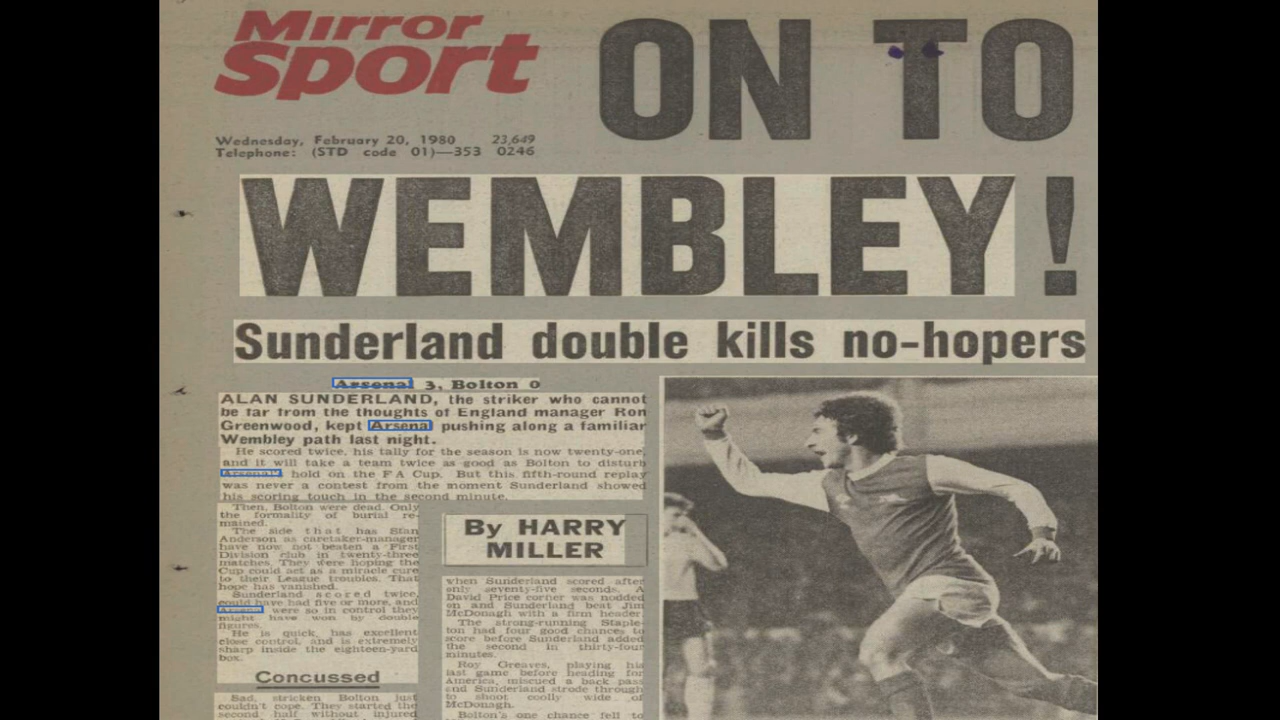 Mirror
Sport
ON TO
Wednesday, February 20, 1980 23,649
Telephone: (STD code 01)—353 0246
WEMBLEY!
Sunderland double kills no-hopers
Arsenal 3, Bolton 0
ALAN SUNDERLAND, the striker who cannot
be far from the thoughts of England manager Ron
Greenwood, kept Arsenal pushing along a familiar
Wembley path last night.
He scored twice, his tally for the season is now twenty-one,
and it will take a team twice as good as Bolton to disturb
Arsenal's hold on the FA Cup. But this fifth-round replay
was never a contest from the moment Sunderland showed
his scoring touch in the second minute.
Then, Bolton were dead. Only
the formality of burial re-
mained.
The side that has Stan
Anderson as caretaker-manager
have now not beaten a First
Division club in twenty-three
matches. They were hoping the
Cup could act as a miracle cure
to their League troubles. That
hope has vanished.
Sunderland scored twice,
could have had five or more, and
Arsenal were so in control they
might have won by double
figures.
He is quick, has excellent
close control, and is extremely
sharp inside the eighteen-yard
box.
Concussed
Sad, stricken Bolton just
couldn't cope. They started the
second half without injured
By HARRY
MILLER
when Sunderland scored after
only seventy-five seconds. A
David Price corner was nodded
on and Sunderland beat Jim
McDonagh with a firm header.
The strong-running Staple-
ton had four good chances to
score before Sunderland added
the second in thirty-four
minutes.
Roy Greaves, playing his
last game before heading for
America, miscued a back pass
and Sunderland strode through
to shoot coolly wide of
McDonagh.
Bolton's one chance fell to